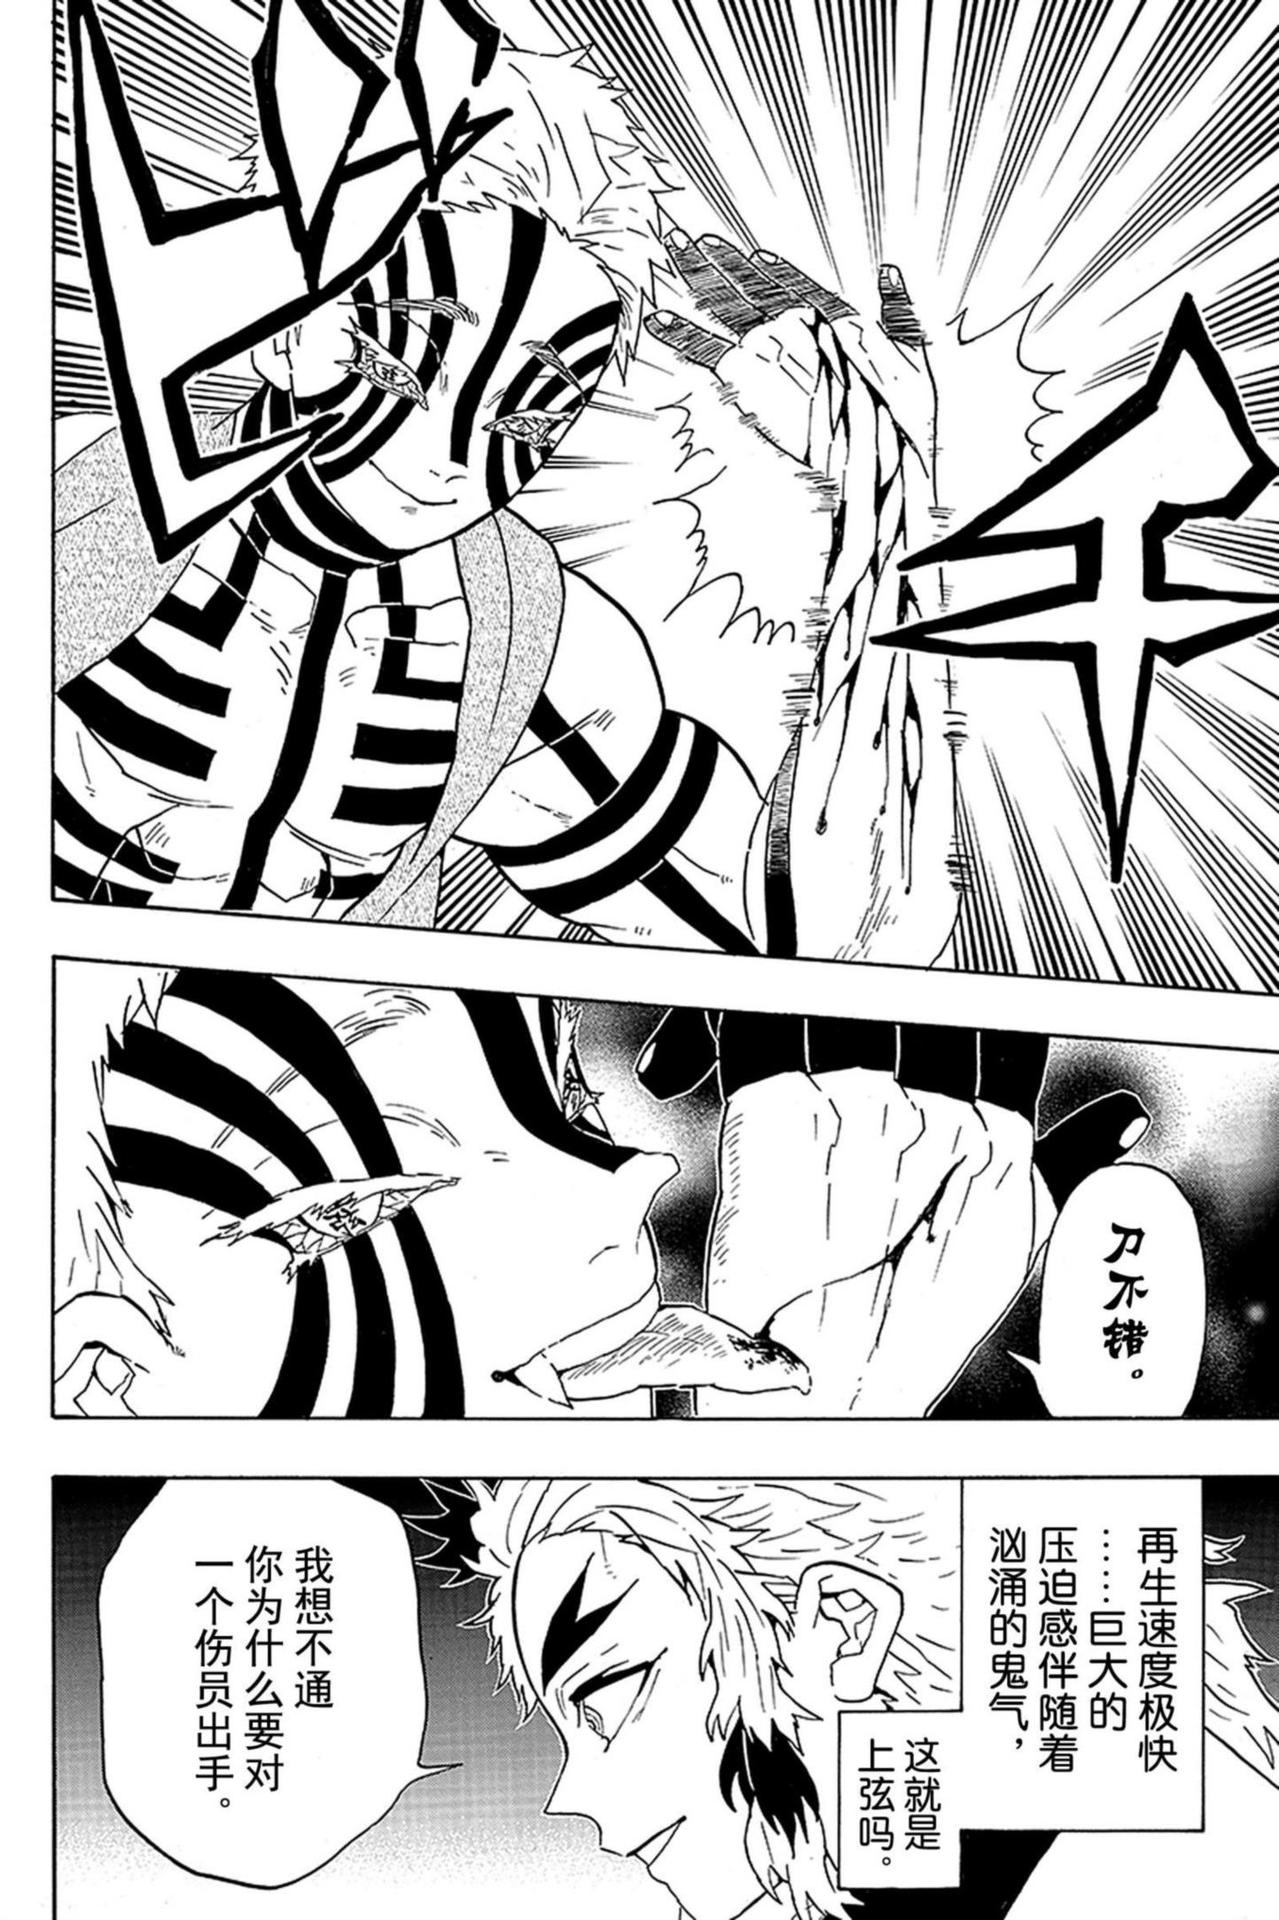 弦
刀不错。
弦
再生速度极快
……巨大的
压迫感伴随着
汹涌的鬼气，
这就是
上弦吗。
我想不通
你为什么要对
一个伤员出手。